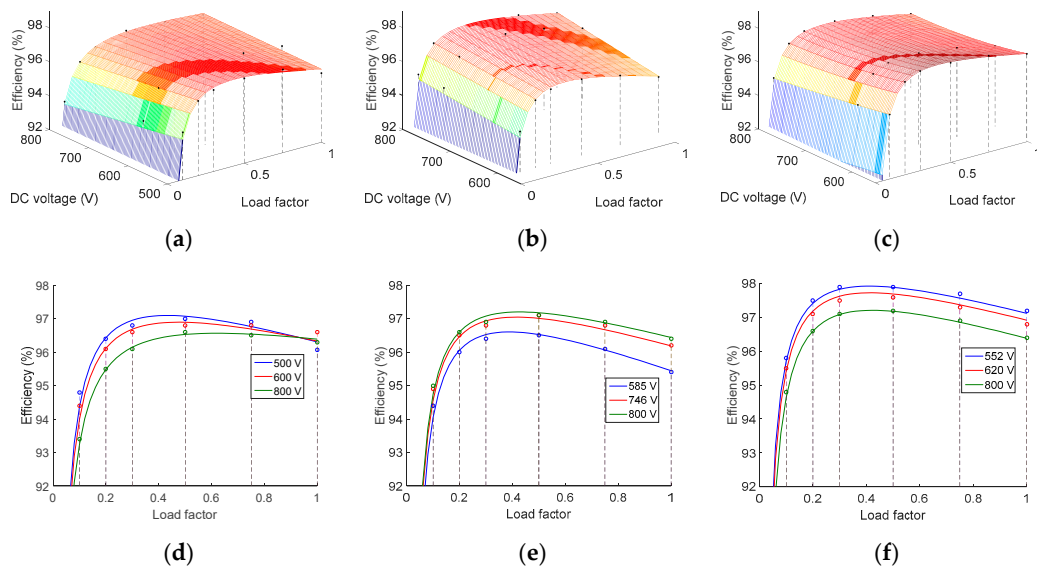 98
96
94
92
800
700
600
500
0
0.5
1
Efficiency (%)
DC voltage (V)
Load factor
(a)
98
96
94
92
800
700
600
0
0.5
1
Efficiency (%)
DC voltage (V)
Load factor
(b)
98
96
94
92
800
700
600
0
0.5
1
Efficiency (%)
DC voltage (V)
Load factor
(c)
98
97
96
95
94
93
92
0
0.2
0.4
0.6
0.8
1
Efficiency (%)
Load factor
500 V
600 V
800 V
(d)
98
97
96
95
94
93
92
0
0.2
0.4
0.6
0.8
1
Efficiency (%)
Load factor
585 V
746 V
800 V
(e)
98
97
96
95
94
93
92
0
0.2
0.4
0.6
0.8
1
Efficiency (%)
Load factor
552 V
620 V
800 V
(f)